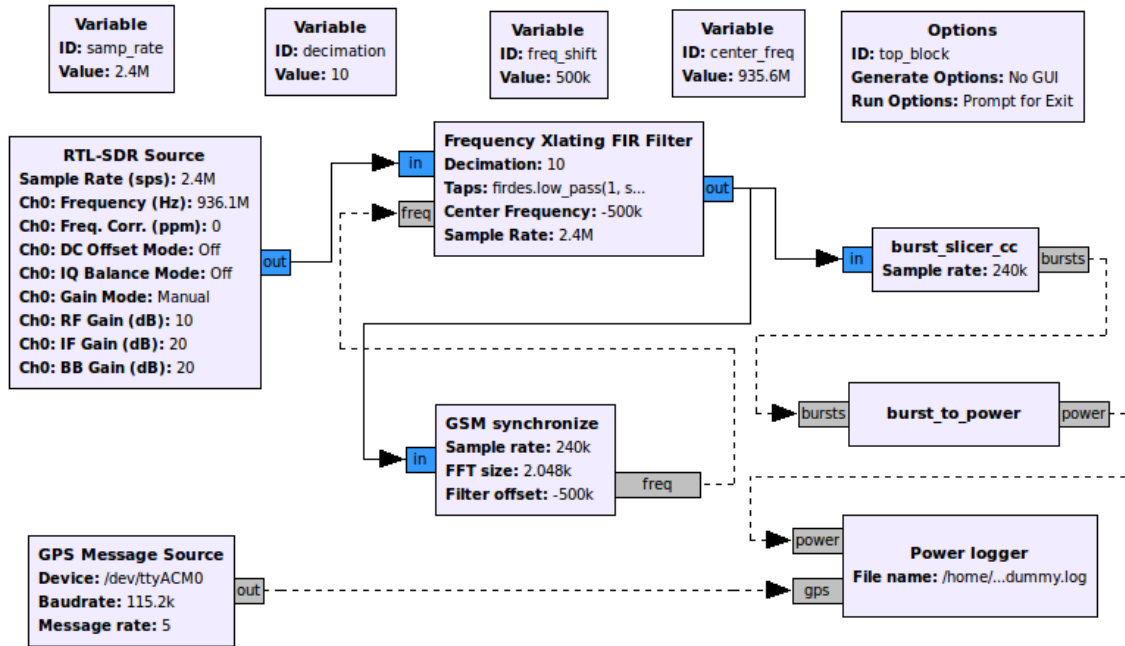 Variable
ID: samp_rate
Value: 2.4M
Variable
ID: decimation
Value: 10
Variable
ID: freq_shift
Value: 500k
Variable
ID: center_freq
Value: 935.6M
Options
ID: top_block
Generate Options: No GUI
Run Options: Prompt for Exit
RTL-SDR Source
Sample Rate (sps): 2.4M
Ch0: Frequency (Hz): 936.1M
Ch0: Freq. Corr. (ppm): 0
Ch0: DC Offset Mode: Off
Ch0: IQ Balance Mode: Off
Ch0: Gain Mode: Manual
Ch0: RF Gain (dB): 10
Ch0: IF Gain (dB): 20
Ch0: BB Gain (dB): 20
out
in
freq
Frequency Xlating FIR Filter
Decimation: 10
Taps: firdes.low_pass(1, s...
Center Frequency: -500k
Sample Rate: 2.4M
out
in
burst_slicer_cc
Sample rate: 240k
bursts
bursts
burst_to_power
power
in
GSM synchronize
Sample rate: 240k
FFT size: 2.048k
Filter offset: -500k
freq
GPS Message Source
Device: /dev/ttyACM0
Baudrate: 115.2k
Message rate: 5
out
power
gps
Power logger
File name: /home/...dummy.log